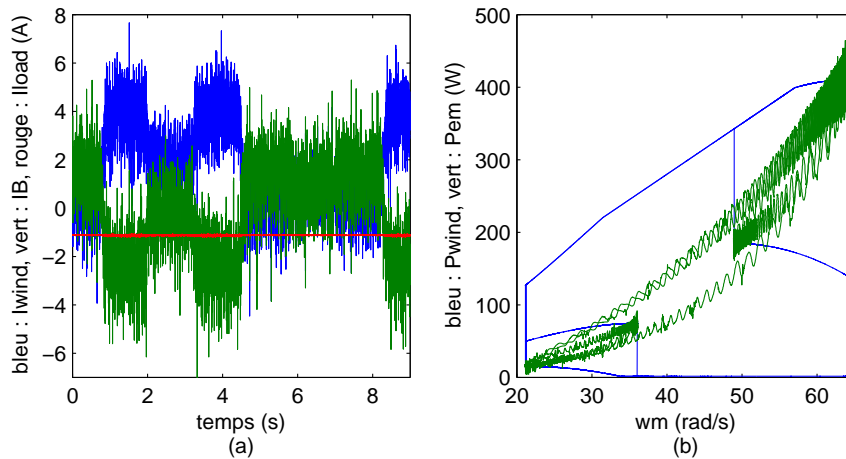 bleu : Iwind, vert : IB, rouge : Iload (A)
8
6
4
2
0
−2
−4
−6
0 2 4 6 8
temps (s)
(a)
bleu : Pwind, vert : Pem (W)
500
400
300
200
100
0
20 30 40 50 60
wm (rad/s)
(b)